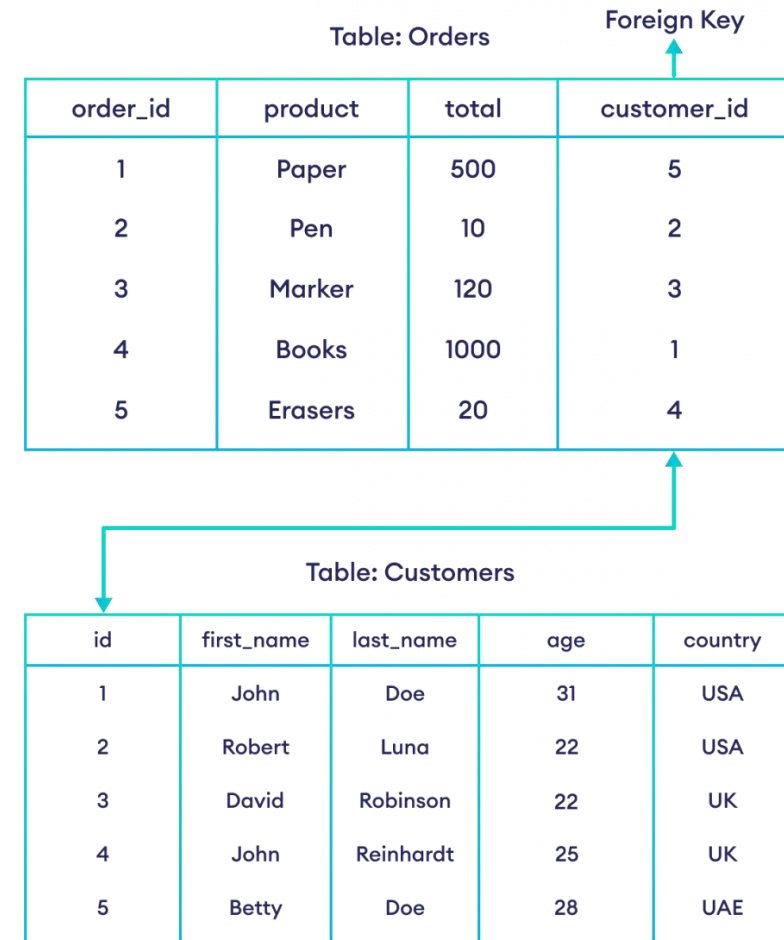 Foreign Key
Table: Orders
order_id product total customer_id
1 Paper 500 5
2 Pen 10 2
3 Marker 120 3
4 Books 1000 1
5 Erasers 20 4
Table: Customers
id first_name last_name age country
1 John Doe 31 USA
2 Robert Luna 22 USA
3 David Robinson 22 UK
4 John Reinhardt 25 UK
5 Betty Doe 28 UAE